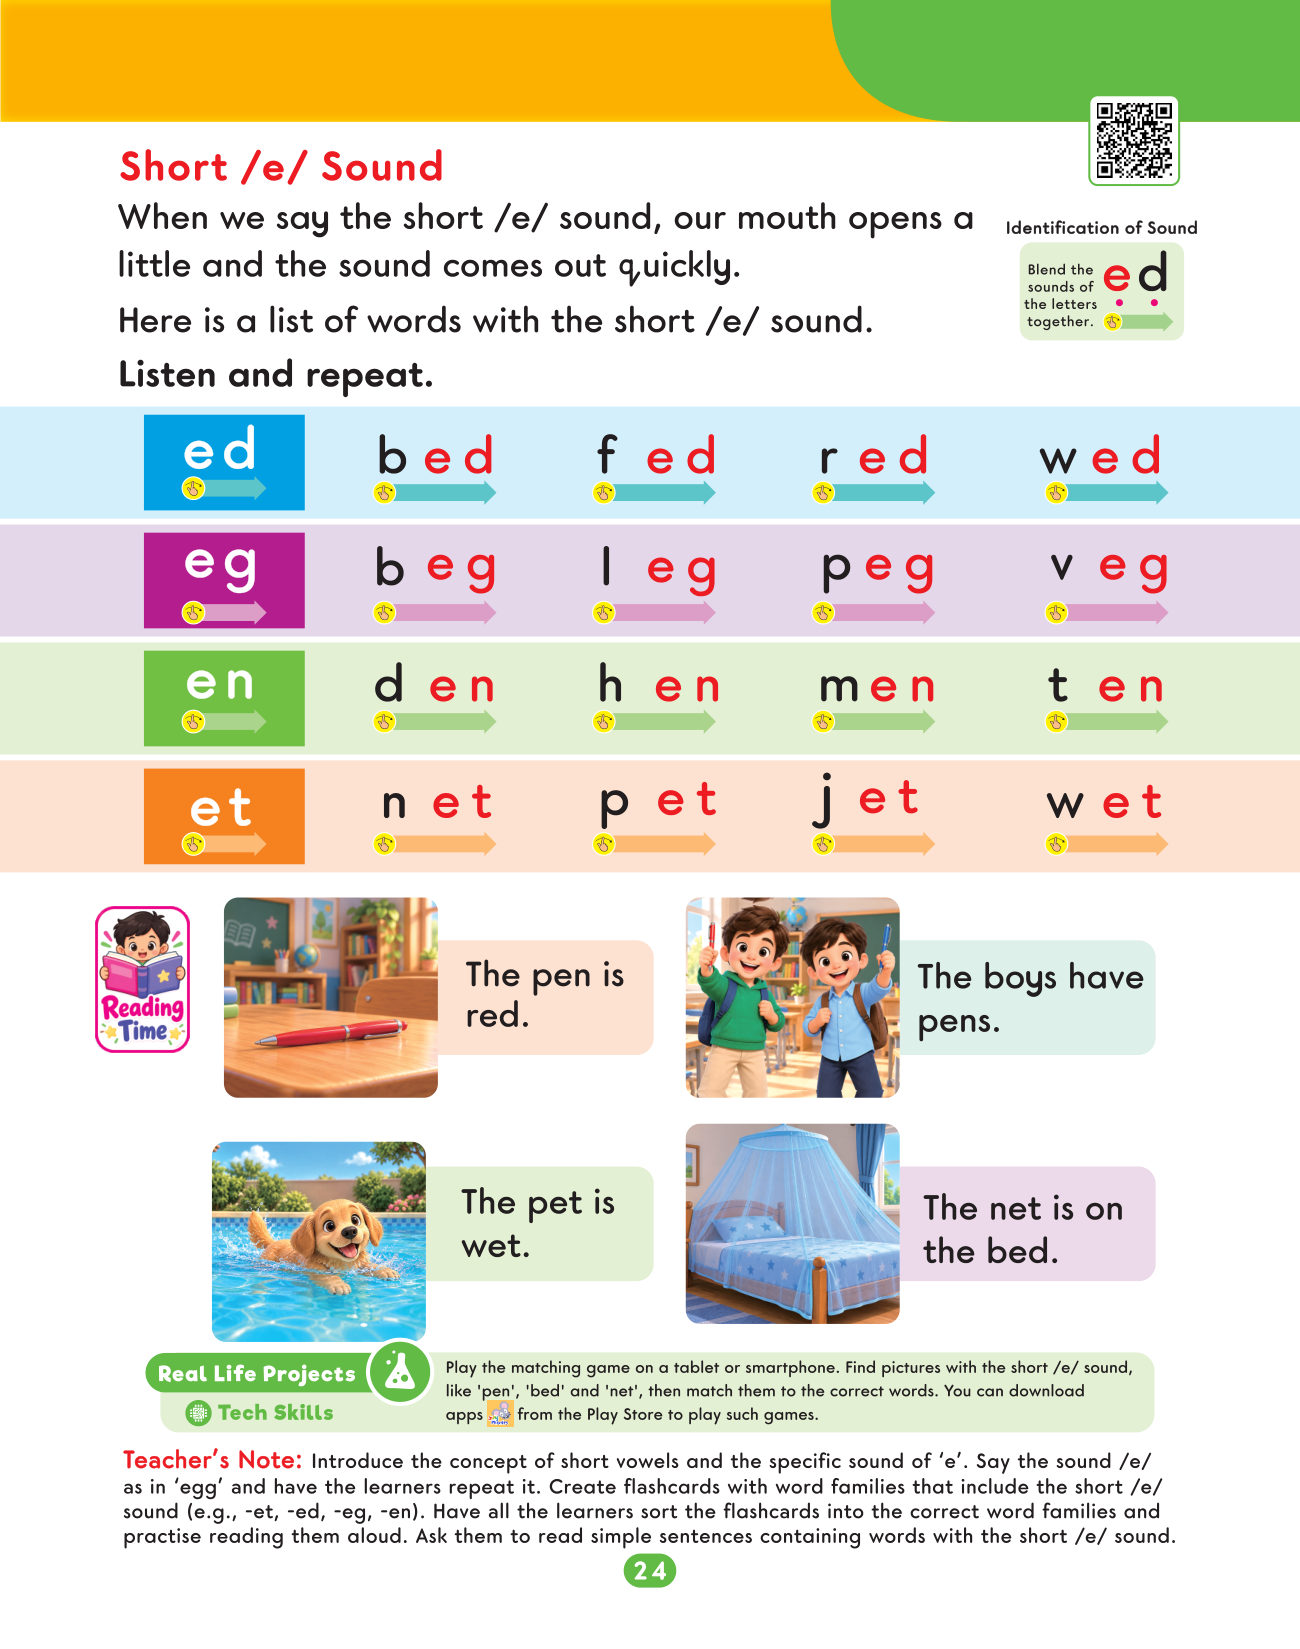 Short /e/ Sound
When we say the short /e/ sound, our mouth opens a
little and the sound comes out quickly.
Here is a list of words with the short /e/ sound.
Listen and repeat.
Identification of Sound
Blend the
sounds of
the letters
together.
e d
ed bed fed red wed
eg beg leg peg veg
en den hen men ten
et net pet jet wet
Reading
Time
The pen is
red.
The boys have
pens.
The pet is
wet.
The net is on
the bed.
Real Life Projects
Tech Skills
Play the matching game on a tablet or smartphone. Find pictures with the short /e/ sound,
like 'pen', 'bed' and 'net', then match them to the correct words. You can download
apps from the Play Store to play such games.
Teacher's Note: Introduce the concept of short vowels and the specific sound of 'e'. Say the sound /e/
as in 'egg' and have the learners repeat it. Create flashcards with word families that include the short /e/
sound (e.g., -et, -ed, -eg, -en). Have all the learners sort the flashcards into the correct word families and
practise reading them aloud. Ask them to read simple sentences containing words with the short /e/ sound.
24